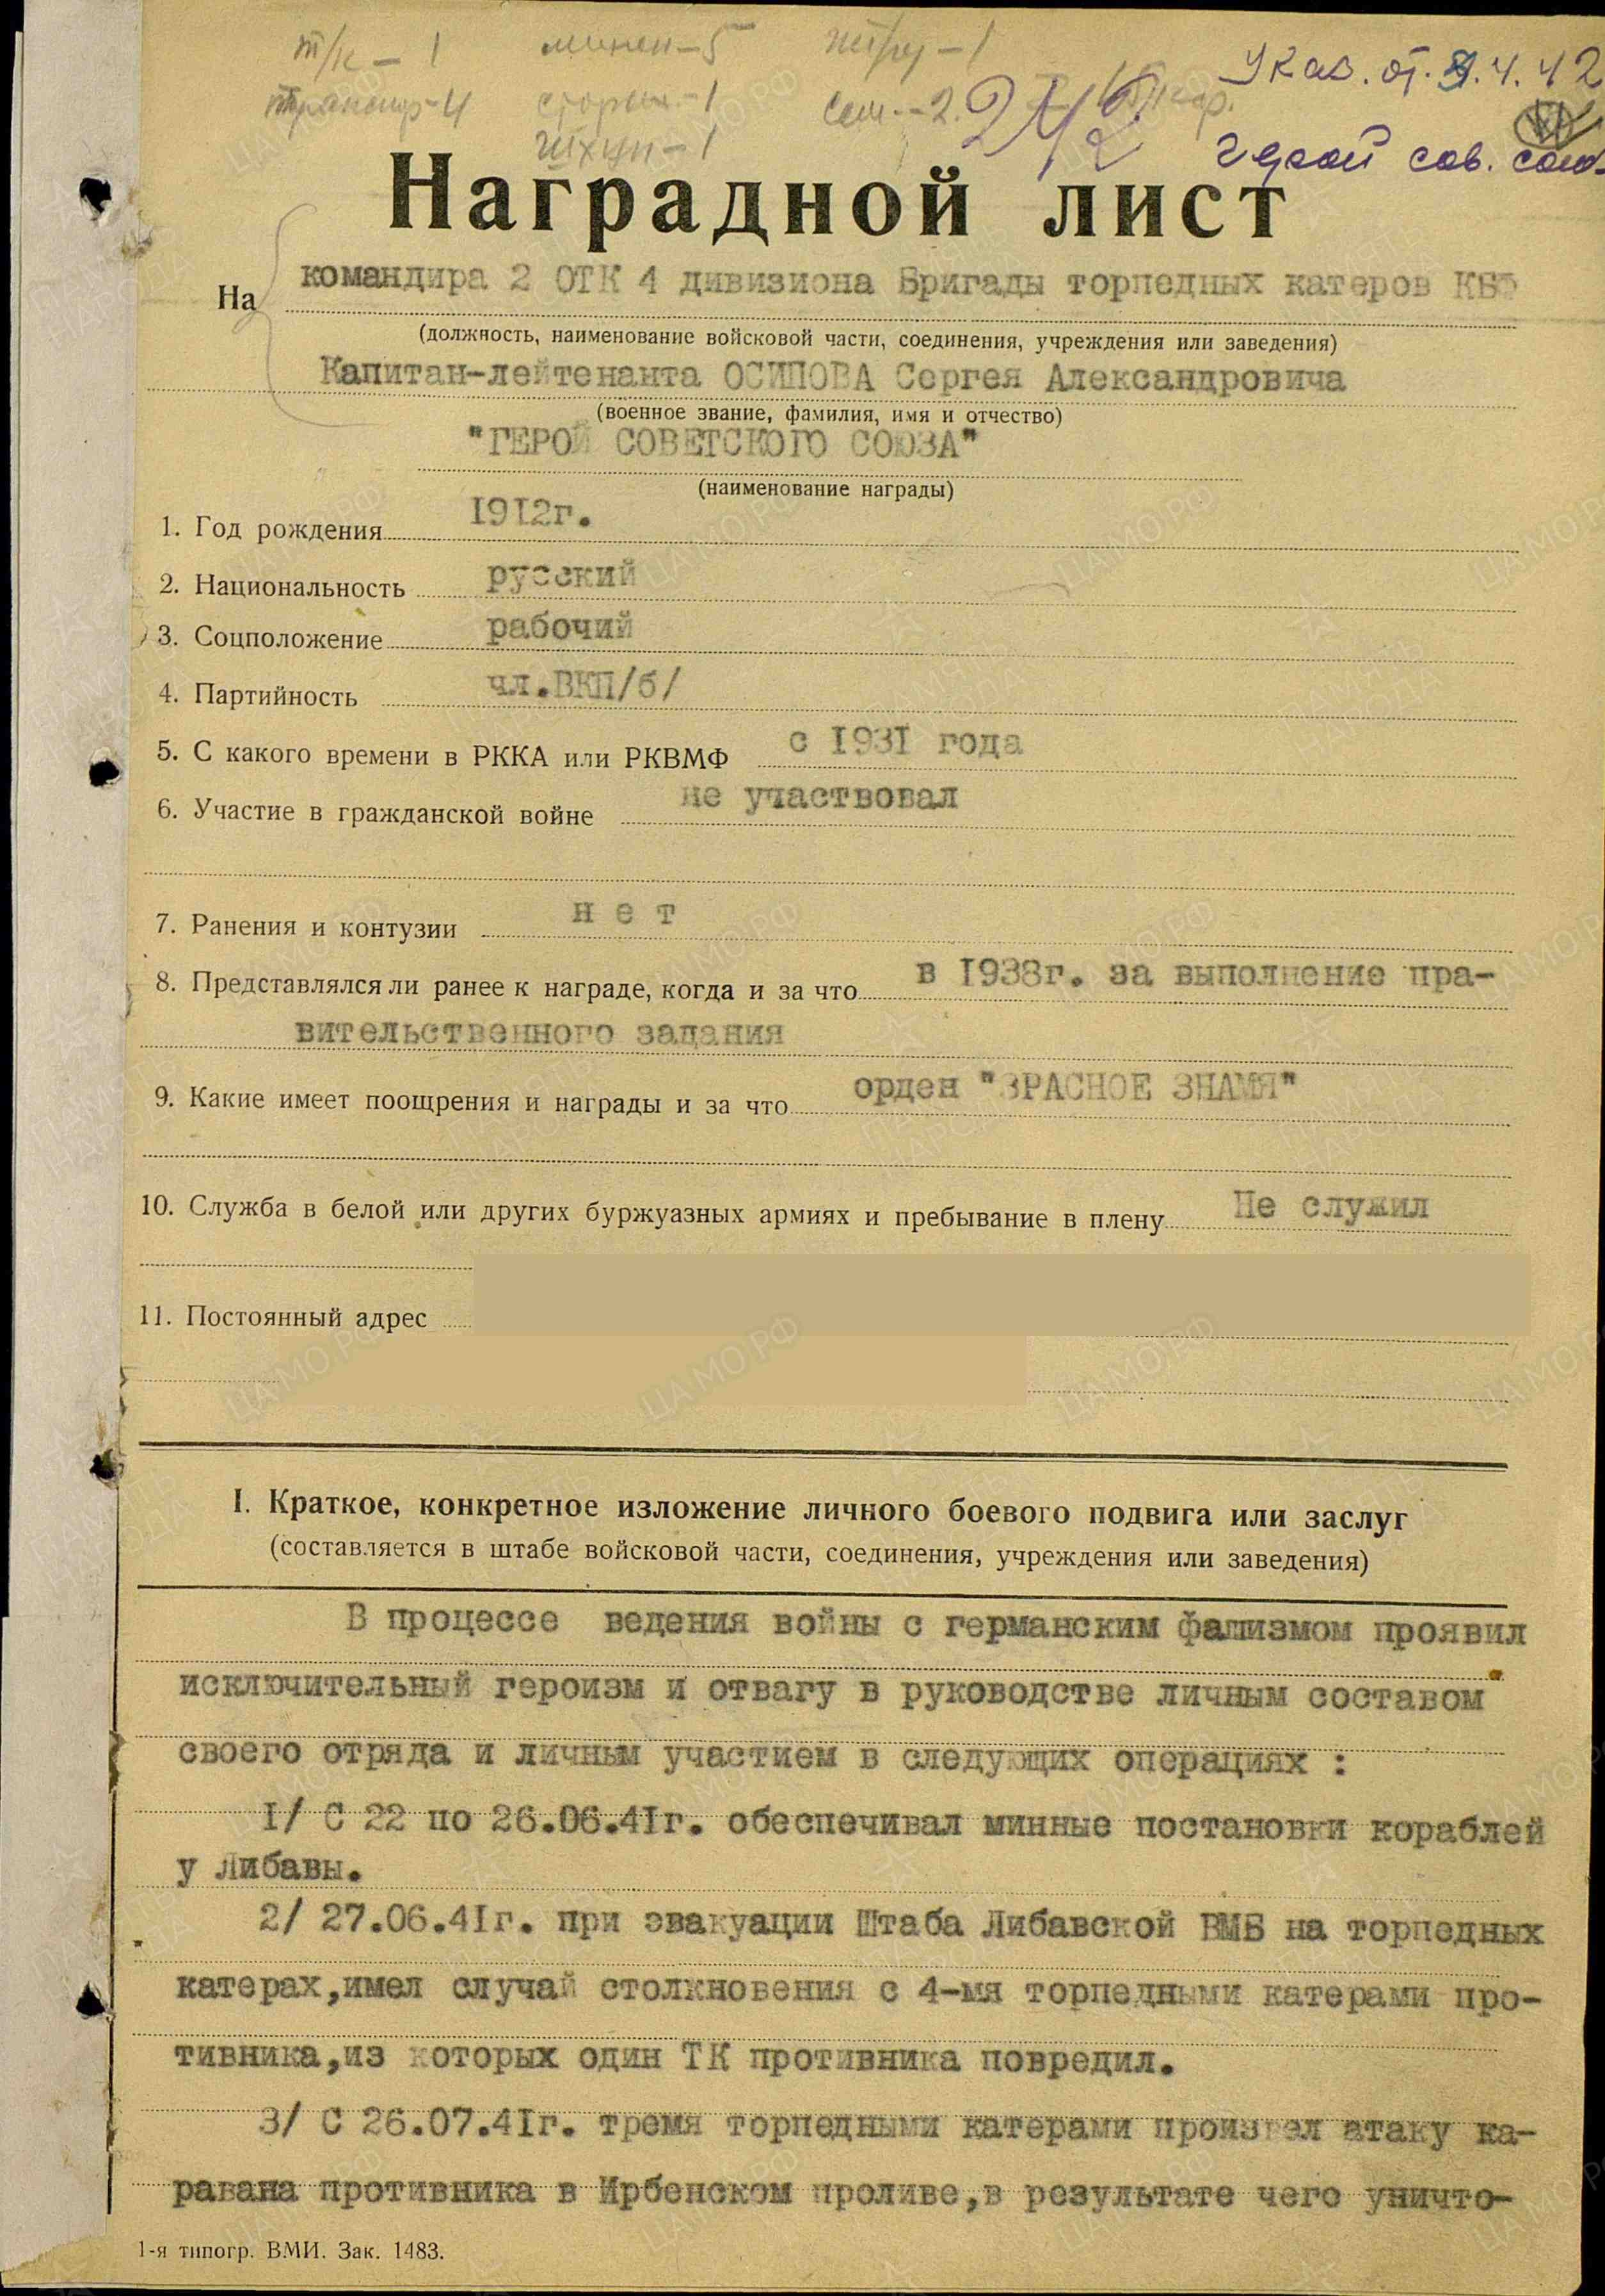 т/к – 1 минон – 5
Указ. от. 3.4.42
транспор – 4 сторож. – 1 242
шхун – 1 Герой сов. союз.
Наградной лист
На командира 2 ОТК 4 дивизиона Бригады торпедных катеров КБФ
(должность, наименование войсковой части, соединения, учреждения или заведения)
Капитан-лейтенанта ОСИПОВА Сергея Александровича
(военное звание, фамилия, имя и отчество)
"ГЕРОЙ СОВЕТСКОГО СОЮЗА"
(наименование награды)
1. Год рождения 1912г.
2. Национальность русский
3. Соцположение рабочий
4. Партийность чл.ВКП/б/
5. С какого времени в РККА или РКВМФ с 1931 года
6. Участие в гражданской войне не участвовал
7. Ранения и контузии н е т
8. Представлялся ли ранее к награде, когда и за что в 1938г. за выполнение пра-
вительственного задания
9. Какие имеет поощрения и награды и за что орден "ЗРАСНОЕ ЗНАМЯ"
10. Служба в белой или других буржуазных армиях и пребывание в плену Не служил
11. Постоянный адрес
I. Краткое, конкретное изложение личного боевого подвига или заслуг
(составляется в штабе войсковой части, соединения, учреждения или заведения)
В процессе ведения войны с германским фашизмом проявил
исключительный героизм и отвагу в руководстве личным составом
своего отряда и личным участием в следующих операциях :
I/ С 22 по 26.06.41г. обеспечивал минные постановки кораблей
у Либавы.
2/ 27.06.41г. при эвакуации Штаба Либавской ВМБ на торпедных
катерах,имел случай столкновения с 4-мя торпедными катерами про-
тивника,из которых один ТК противника повредил.
3/ С 26.07.41г. тремя торпедными катерами произвел атаку ка-
равана противника в Ирбенском проливе,в результате чего уничто-
1-я типогр. ВМИ. Зак. 1483.